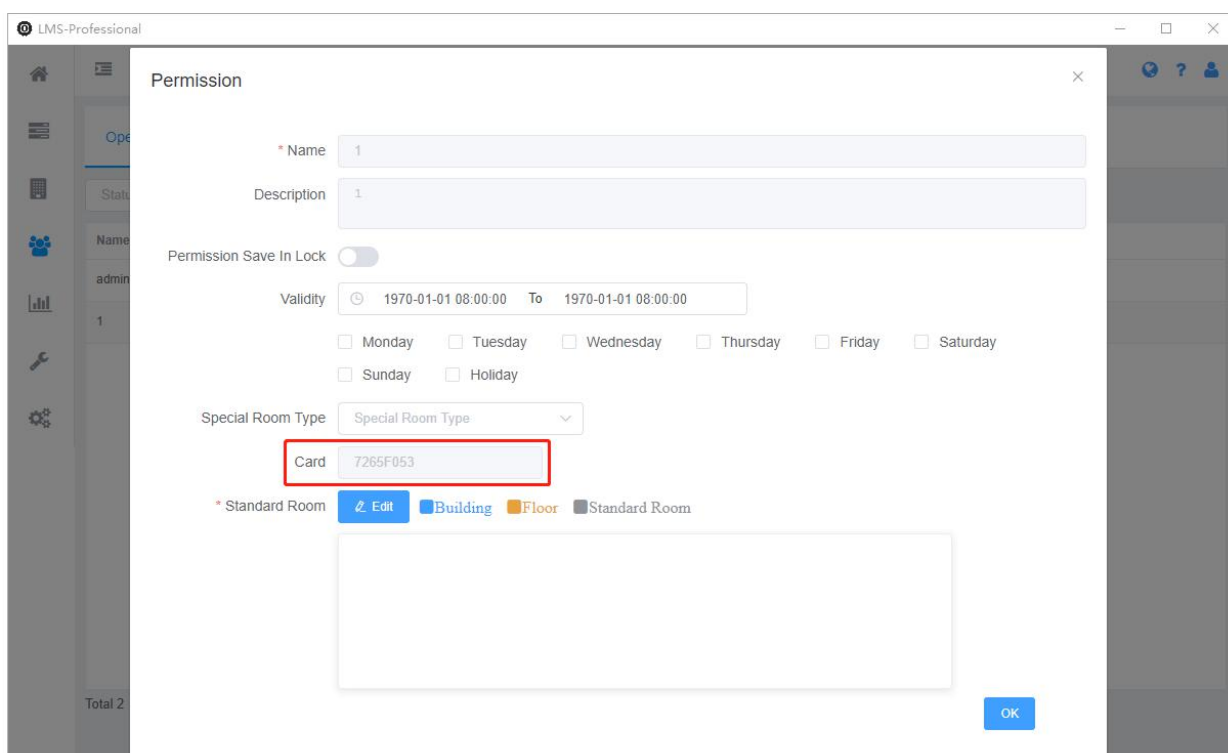 LMS-Professional
Permission
Ope
* Name 1
Statu
Description 1
Name
Permission Save In Lock
admin
Validity 1970-01-01 08:00:00 To 1970-01-01 08:00:00
1
Monday Tuesday Wednesday Thursday Friday Saturday
Sunday Holiday
Special Room Type Special Room Type
Card 7265F053
* Standard Room Edit Building Floor Standard Room
Total 2
OK